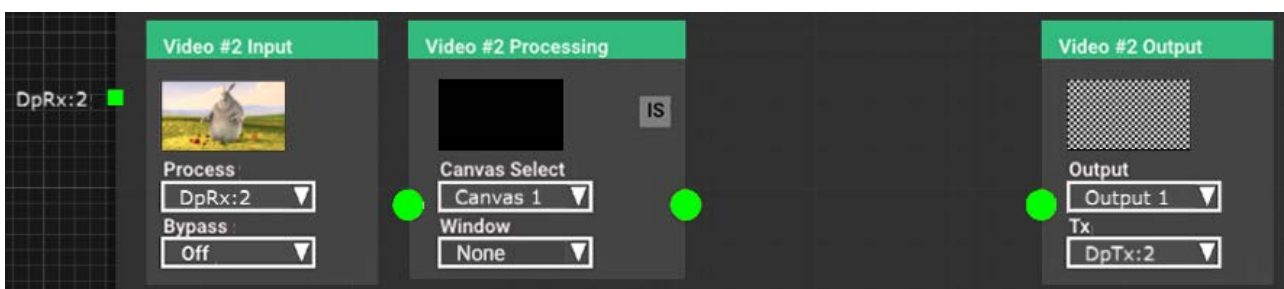 DpRx:2
Video #2 Input
Process
DpRx:2
Bypass
Off
Video #2 Processing
IS
Canvas Select
Canvas 1
Window
None
Video #2 Output
Output
Output 1
Tx
DpTx:2